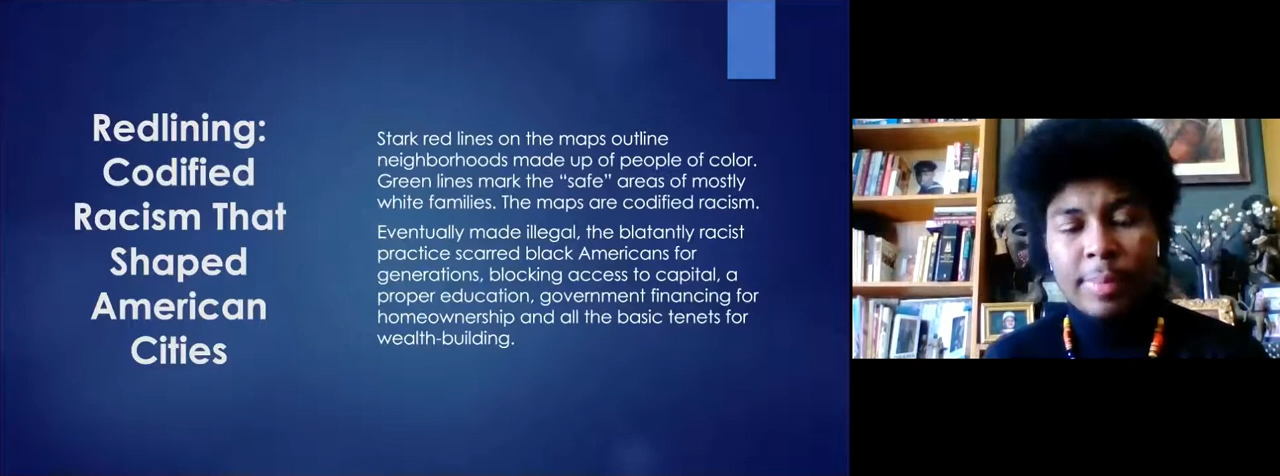 Redlining:
Codified
Racism That
Shaped
American
Cities
Stark red lines on the maps outline
neighborhoods made up of people of color.
Green lines mark the “safe” areas of mostly
white families. The maps are codified racism.
Eventually made illegal, the blatantly racist
practice scarred black Americans for
generations, blocking access to capital, a
proper education, government financing for
homeownership and all the basic tenets for
wealth-building.